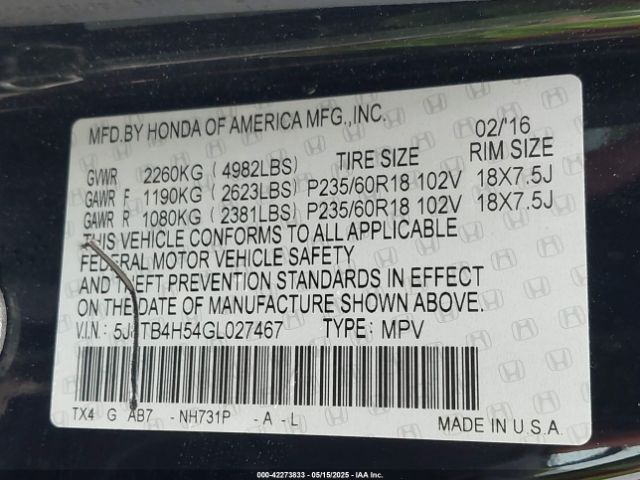 MFD.BY HONDA OF AMERICA MFG.,INC. 02/'16
TIRE SIZE RIM SIZE
GVWR 2260KG (4982LBS)
GAWR F 1190KG (2623LBS) P235/60R18 102V 18X7.5J
GAWR R 1080KG (2381LBS) P235/60R18 102V 18X7.5J
THIS VEHICLE CONFORMS TO ALL APPLICABLE
FEDERAL MOTOR VEHICLE SAFETY
AND THEFT PREVENTION STANDARDS IN EFFECT
ON THE DATE OF MANUFACTURE SHOWN ABOVE.
V.I.N.: 5J TB4H54GL027467 TYPE: MPV
TX4 G AB7 - NH731P - A - L MADE IN U.S.A.
000-42273833 - 05/15/2025 - IAA Inc.